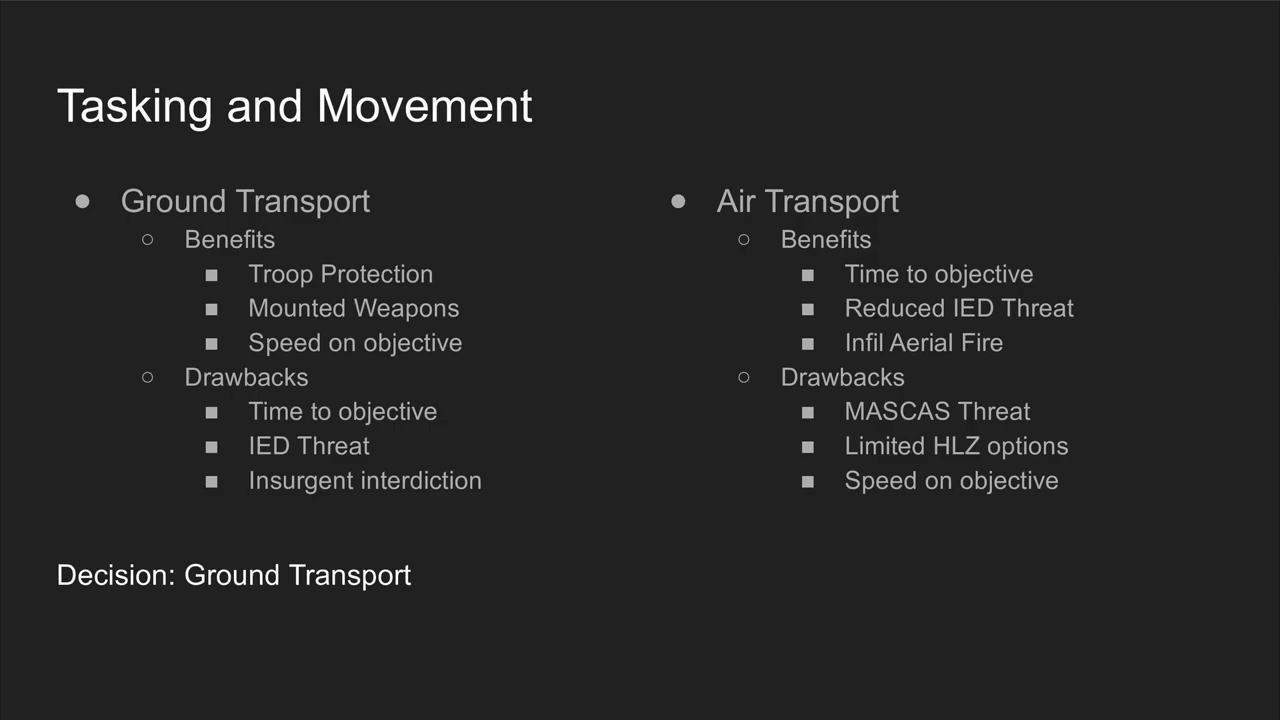 Tasking and Movement
● Ground Transport
○ Benefits
■ Troop Protection
■ Mounted Weapons
■ Speed on objective
○ Drawbacks
■ Time to objective
■ IED Threat
■ Insurgent interdiction
● Air Transport
○ Benefits
■ Time to objective
■ Reduced IED Threat
■ Infil Aerial Fire
○ Drawbacks
■ MASCAS Threat
■ Limited HLZ options
■ Speed on objective
Decision: Ground Transport